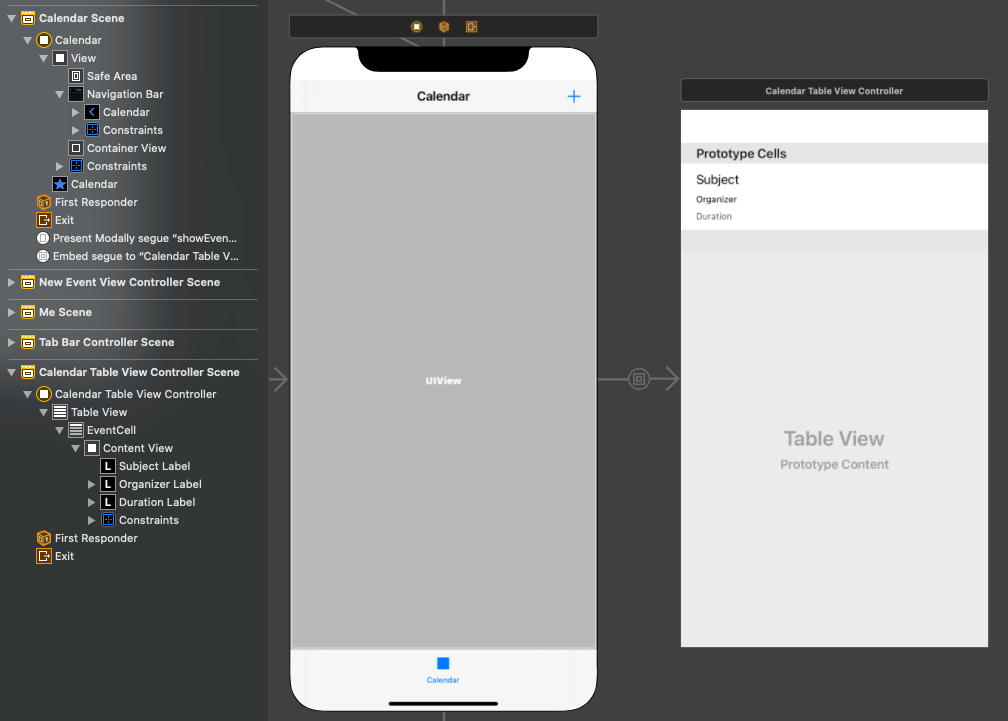 Calendar Scene
Calendar
View
Safe Area
Navigation Bar
Calendar
Constraints
Container View
Constraints
Calendar
First Responder
Exit
Present Modally segue “showEven...
Embed segue to “Calendar Table V...
New Event View Controller Scene
Me Scene
Tab Bar Controller Scene
Calendar Table View Controller Scene
Calendar Table View Controller
Table View
EventCell
Content View
L Subject Label
L Organizer Label
L Duration Label
Constraints
First Responder
Exit
Calendar
UIView
Calendar
Calendar Table View Controller
Prototype Cells
Subject
Organizer
Duration
Table View
Prototype Content